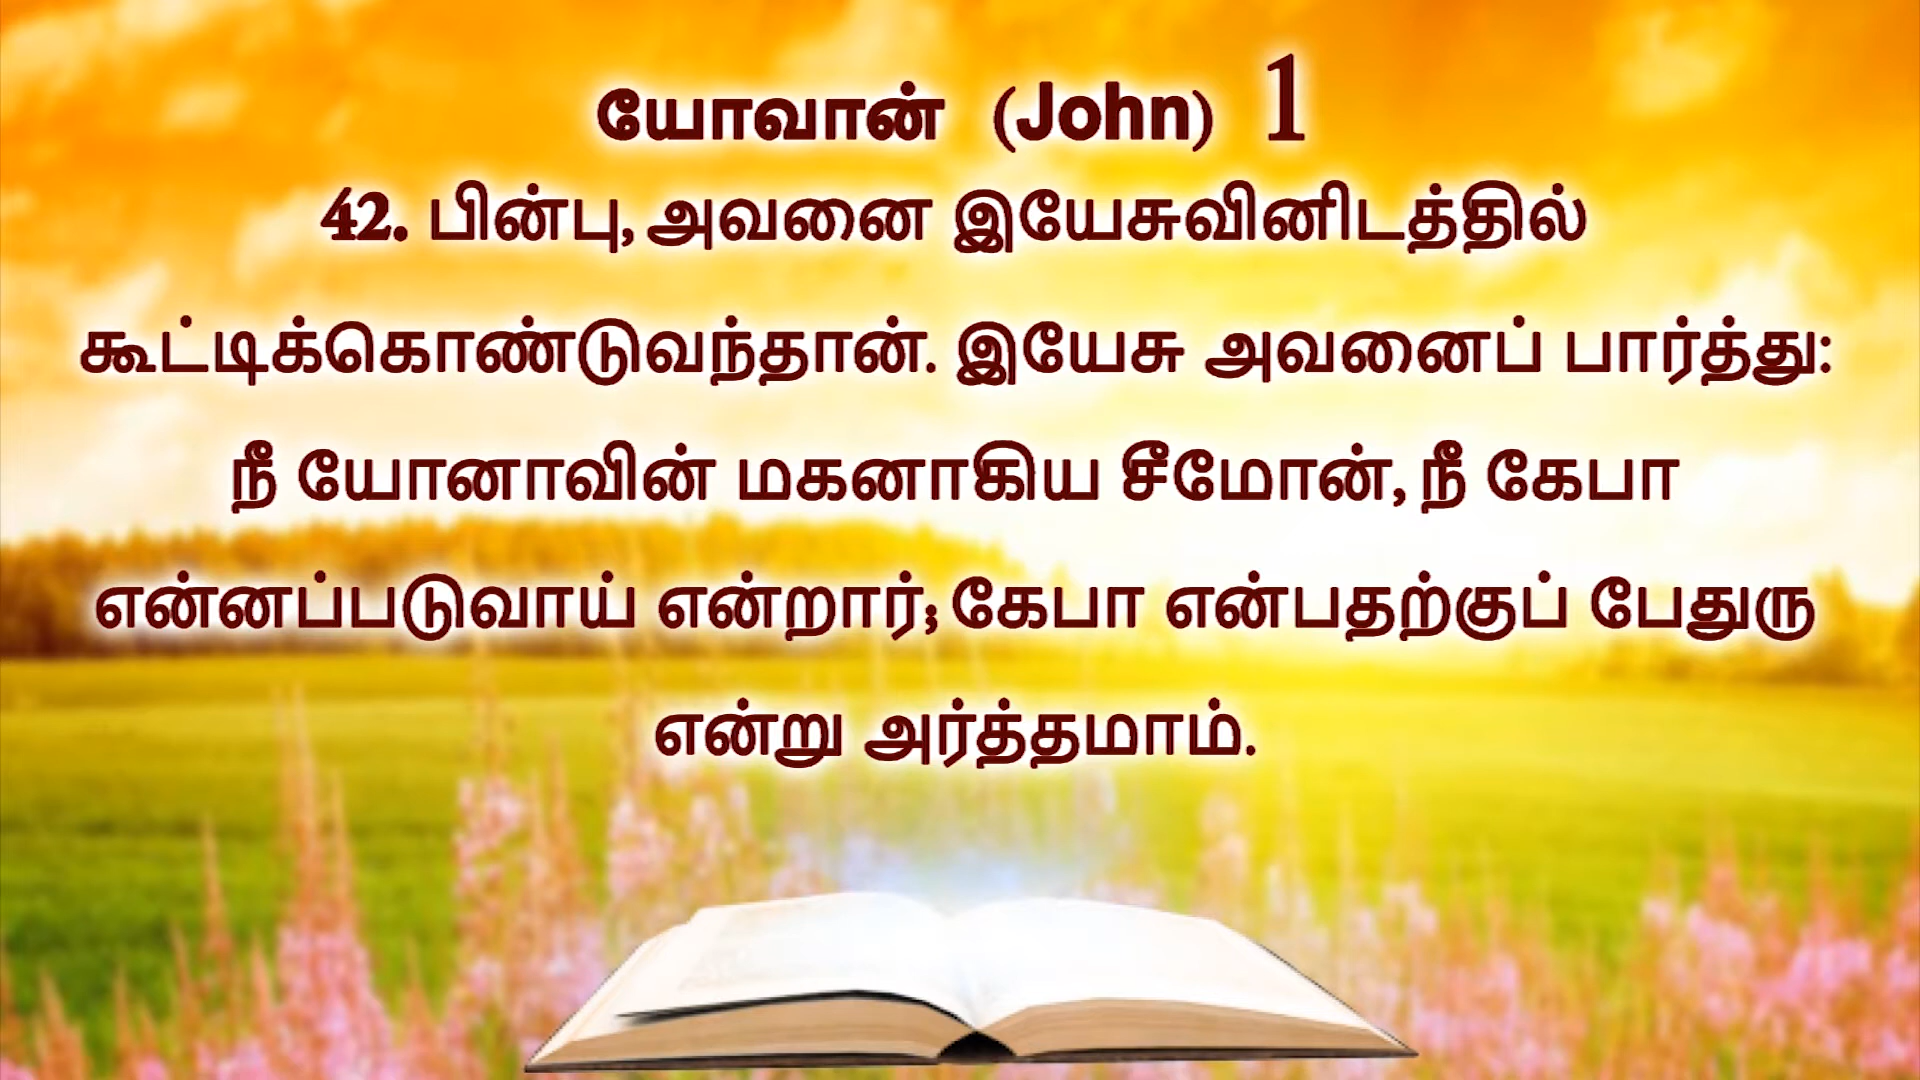 யோவான் (John) 1
42. பின்பு, அவனை இயேசுவினிடத்தில்
கூட்டிக்கொண்டுவந்தான். இயேசு அவனைப் பார்த்து:
நீ யோனாவின் மகனாகிய சீமோன், நீ கேபா
என்னப்படுவாய் என்றார்; கேபா என்பதற்குப் பேதுரு
என்று அர்த்தமாம்.